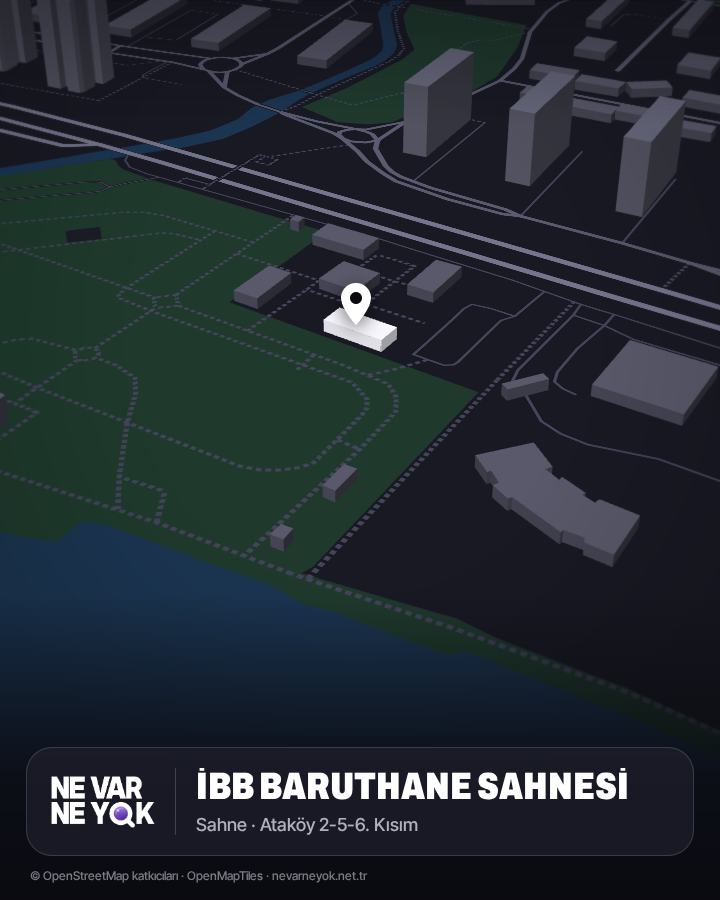 NE VAR
NE YOK
İBB BARUTHANE SAHNESİ
Sahne · Ataköy 2-5-6. Kısım
© OpenStreetMap katkıcıları · OpenMapTiles · nevarneyok.net.tr